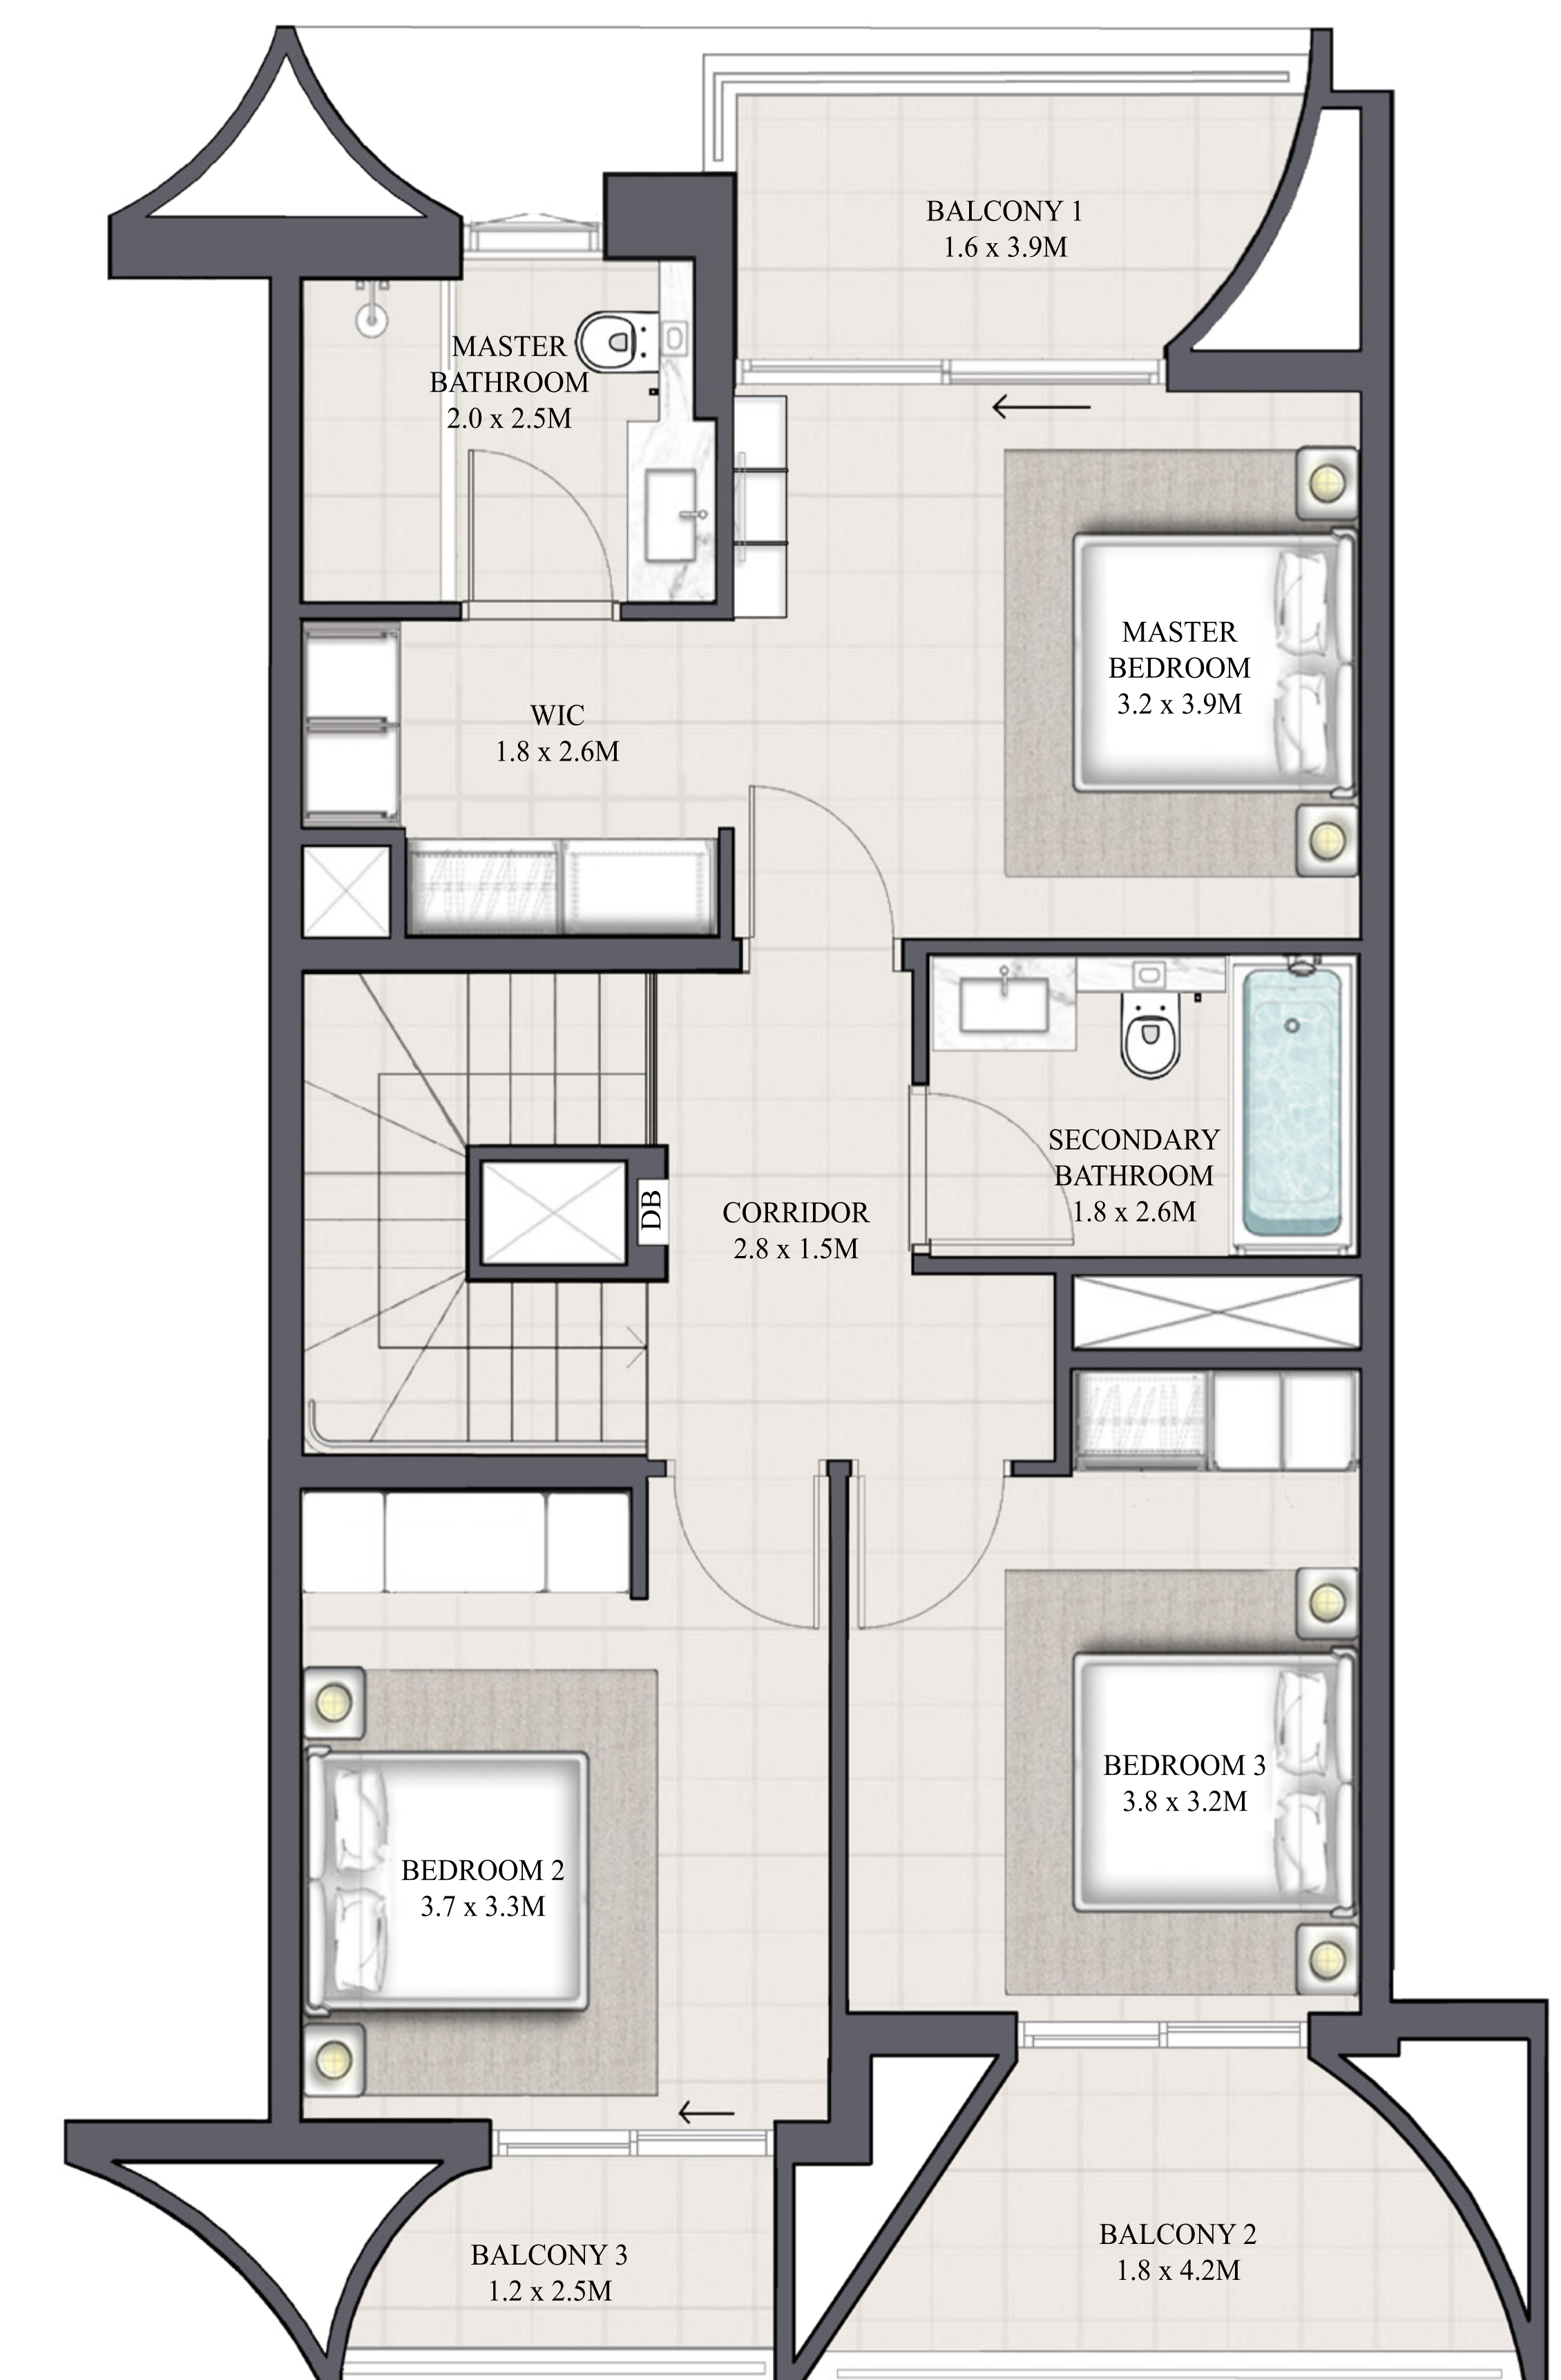 BALCONY 1
1.6 x 3.9M
MASTER
BATHROOM
2.0 x 2.5M
MASTER
BEDROOM
3.2 x 3.9M
WIC
1.8 x 2.6M
SECONDARY
BATHROOM
1.8 x 2.6M
DB
CORRIDOR
2.8 x 1.5M
BEDROOM 3
3.8 x 3.2M
BEDROOM 2
3.7 x 3.3M
BALCONY 2
1.8 x 4.2M
BALCONY 3
1.2 x 2.5M